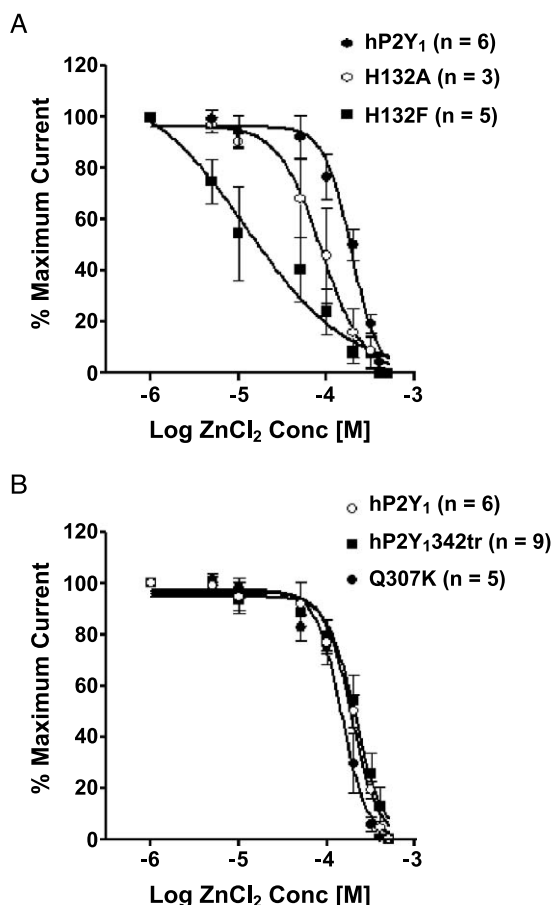 A
hP2Y₁ (n = 6)
H132A (n = 3)
H132F (n = 5)
120
100
80
60
40
20
0
% Maximum Current
-6 -5 -4 -3
Log ZnCl₂ Conc [M]
B
hP2Y₁ (n = 6)
hP2Y₁342tr (n = 9)
Q307K (n = 5)
120
100
80
60
40
20
0
% Maximum Current
-6 -5 -4 -3
Log ZnCl₂ Conc [M]